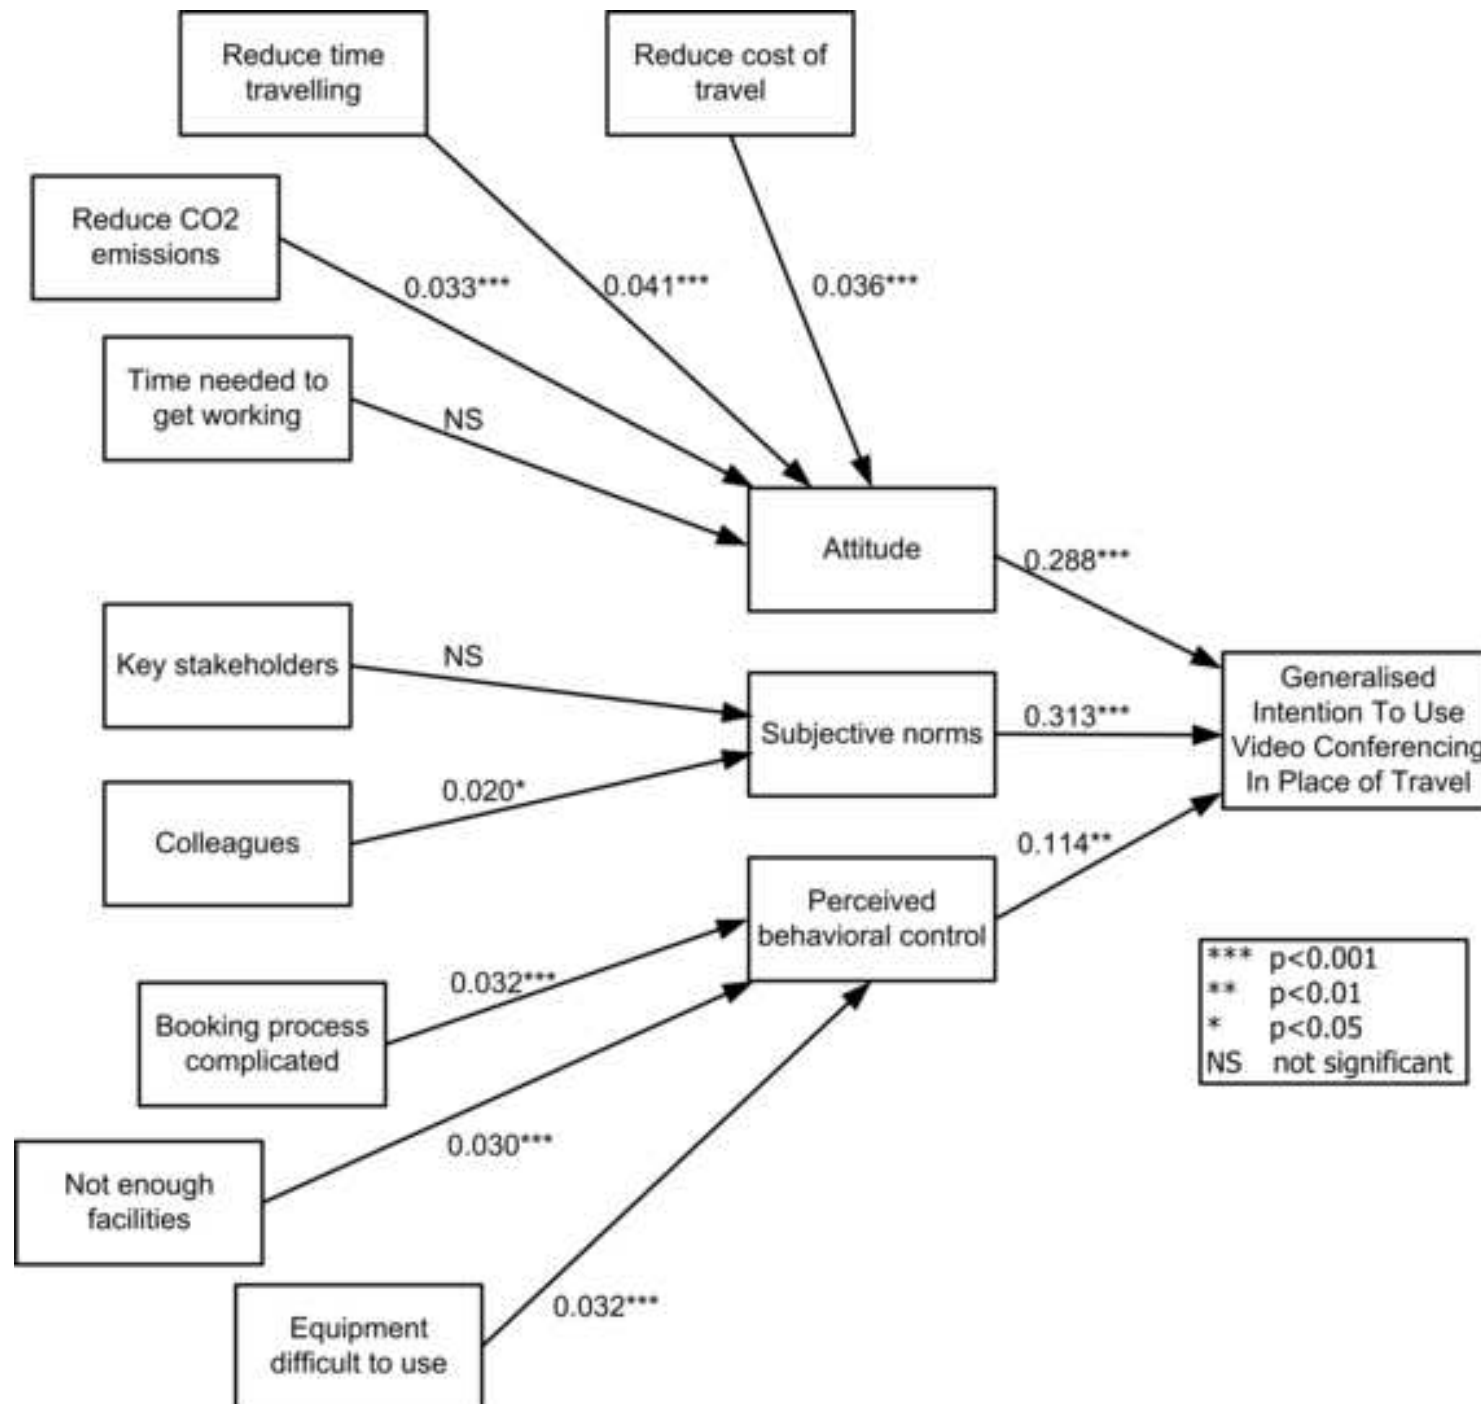 Reduce time
travelling
Reduce cost of
travel
Reduce CO2
emissions
0.033***
0.041***
0.036***
Time needed to
get working
NS
Attitude
0.288***
Key stakeholders
NS
Subjective norms
0.313***
Generalised
Intention To Use
Video Conferencing
In Place of Travel
Colleagues
0.020*
Perceived
behavioral control
0.114**
Booking process
complicated
0.032***
*** p<0.001
** p<0.01
* p<0.05
NS not significant
Not enough
facilities
0.030***
Equipment
difficult to use
0.032***